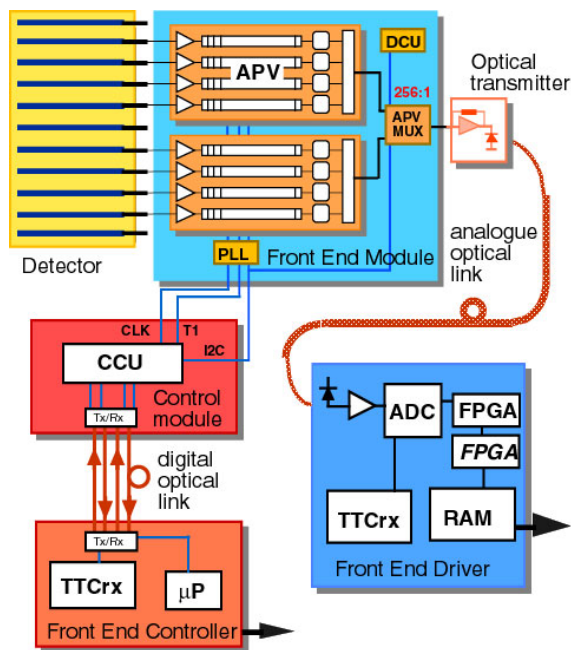 DCU
Optical
transmitter
APV
256:1
APV
MUX
PLL
Front End Module
Detector
analogue
optical
link
CLK
T1
I2C
CCU
Control
module
Tx/Rx
digital
optical
link
Tx/Rx
TTCrx
µP
Front End Controller
ADC
FPGA
FPGA
TTCrx
RAM
Front End Driver